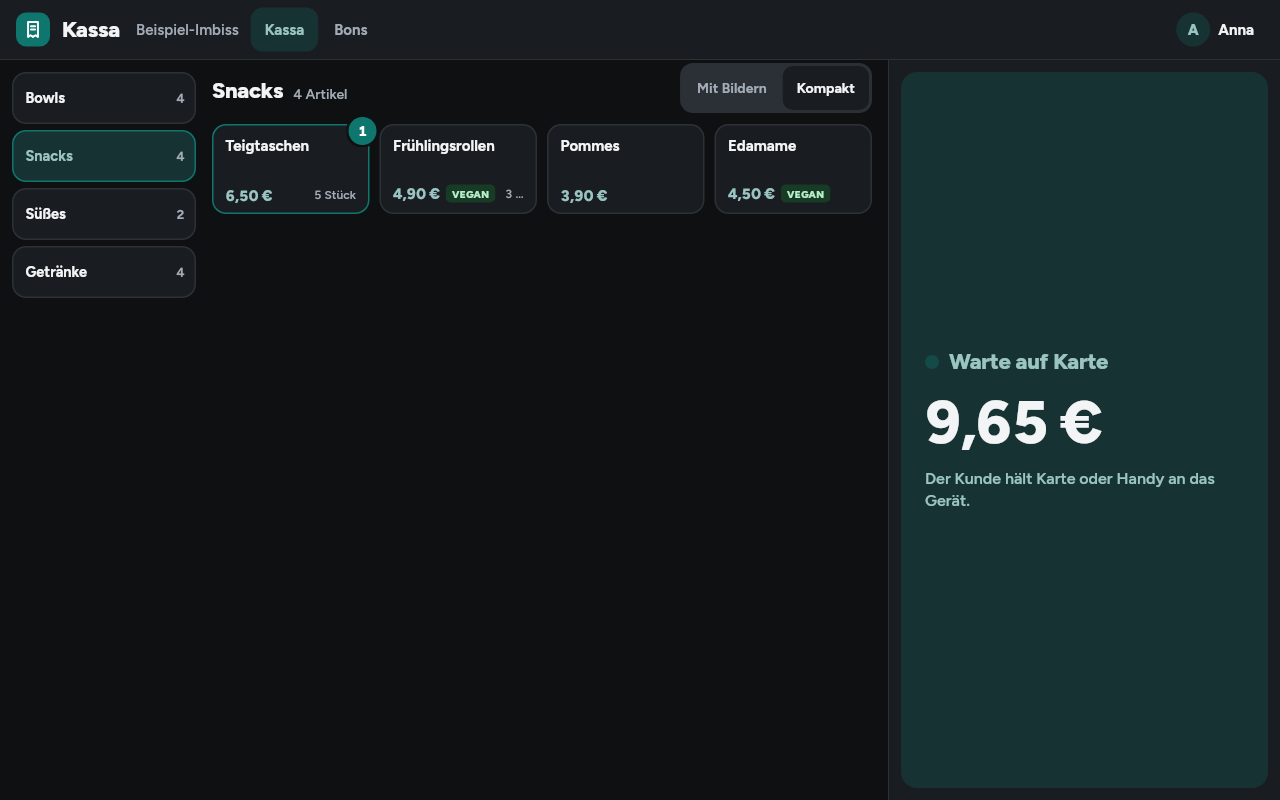 Kassa
Beispiel-Imbiss
Kassa
Bons
A
Anna
Bowls 4
Snacks 4
Süßes 2
Getränke 4
Snacks 4 Artikel
Mit Bildern
Kompakt
1
Teigtaschen
6,50 € 5 Stück
Frühlingsrollen
4,90 € VEGAN 3 ...
Pommes
3,90 €
Edamame
4,50 € VEGAN
Warte auf Karte
9,65 €
Der Kunde hält Karte oder Handy an das
Gerät.